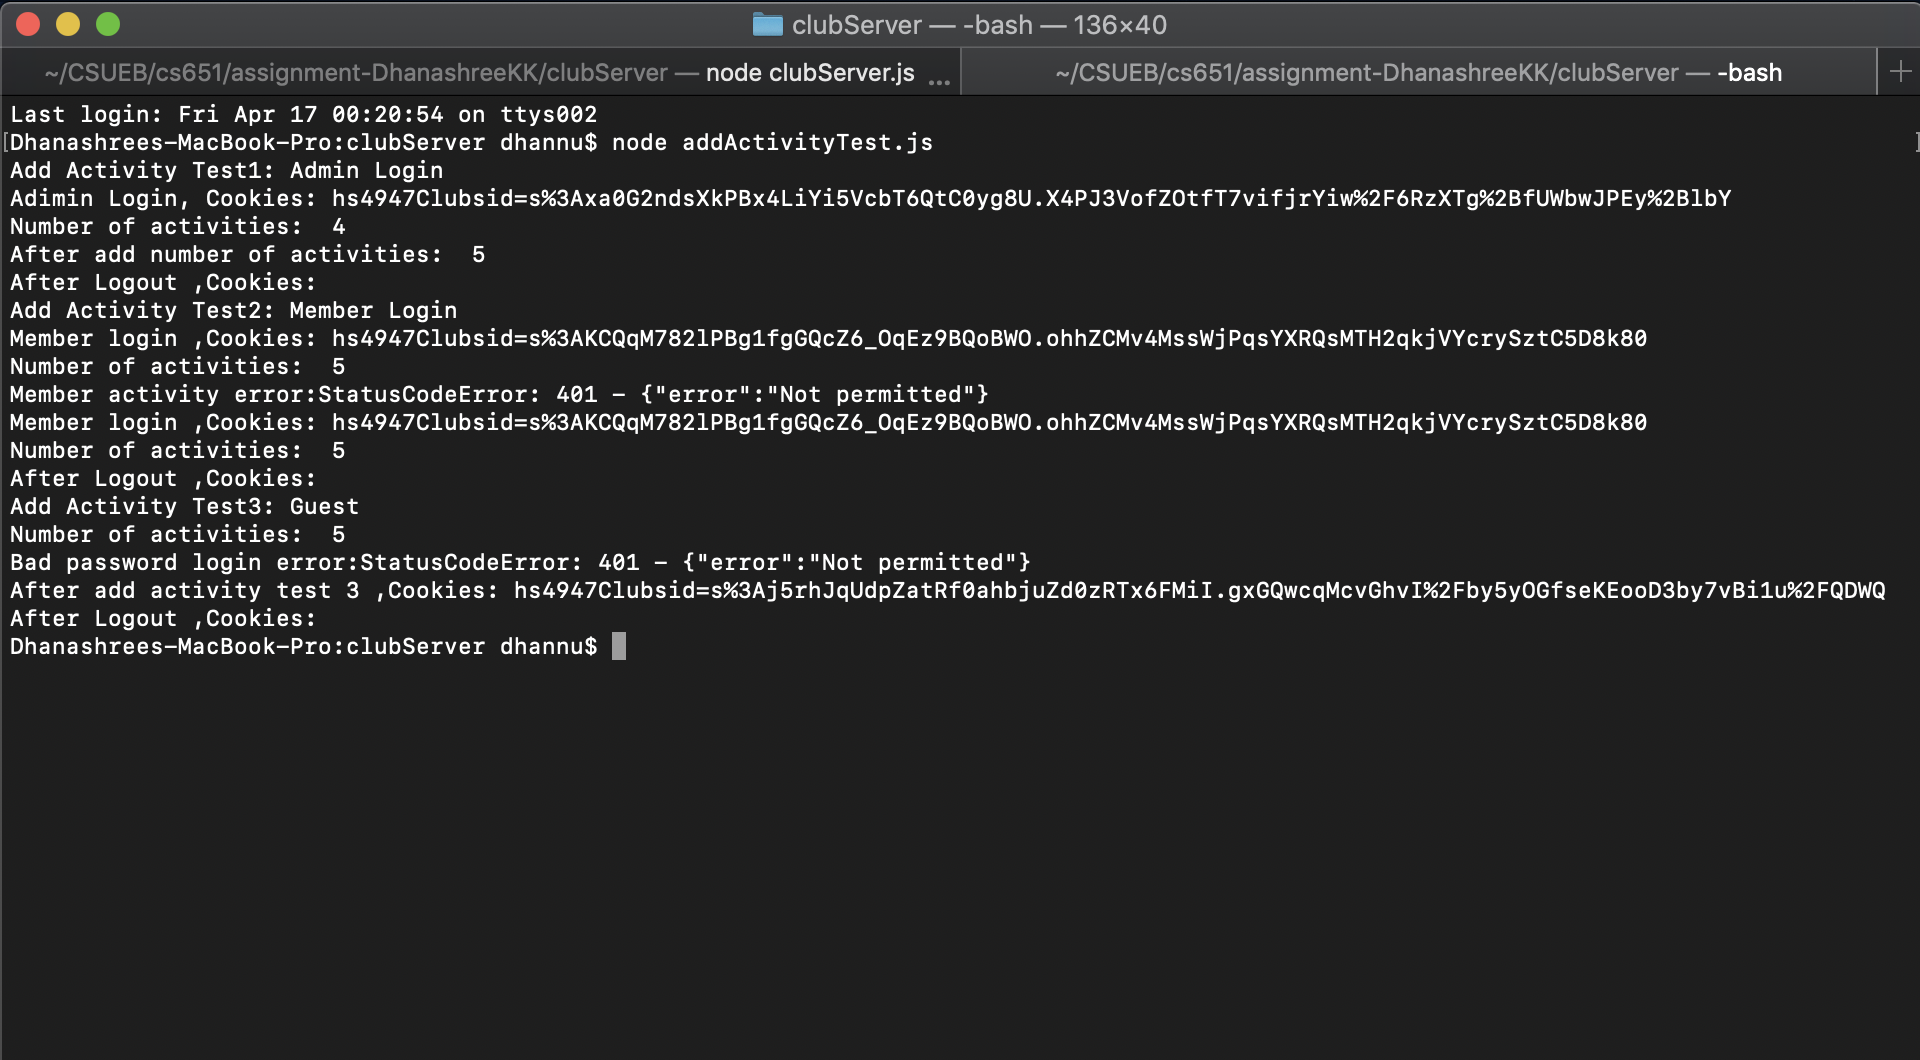 clubServer — -bash — 136×40
~/CSUEB/cs651/assignment-DhanashreeKK/clubServer — node clubServer.js ...
~/CSUEB/cs651/assignment-DhanashreeKK/clubServer — -bash
Last login: Fri Apr 17 00:20:54 on ttys002
[Dhanashrees-MacBook-Pro:clubServer dhannu$ node addActivityTest.js
Add Activity Test1: Admin Login
Adimin Login, Cookies: hs4947Clubsid=s%3Axa0G2ndsXkPBx4LiYi5VcbT6QtC0yg8U.X4PJ3VofZOtfT7vifjrYiw%2F6RzXTg%2BfUWbwJPEy%2BlbY
Number of activities:  4
After add number of activities:  5
After Logout ,Cookies:
Add Activity Test2: Member Login
Member login ,Cookies: hs4947Clubsid=s%3AKCQqM782lPBg1fgGQcZ6_OqEz9BQoBWO.ohhZCMv4MssWjPqsYXRQsMTH2qkjVYcrySztC5D8k80
Number of activities:  5
Member activity error:StatusCodeError: 401 - {"error":"Not permitted"}
Member login ,Cookies: hs4947Clubsid=s%3AKCQqM782lPBg1fgGQcZ6_OqEz9BQoBWO.ohhZCMv4MssWjPqsYXRQsMTH2qkjVYcrySztC5D8k80
Number of activities:  5
After Logout ,Cookies:
Add Activity Test3: Guest
Number of activities:  5
Bad password login error:StatusCodeError: 401 - {"error":"Not permitted"}
After add activity test 3 ,Cookies: hs4947Clubsid=s%3Aj5rhJqUdpZatRf0ahbjuZd0zRTx6FMiI.gxGQwcqMcvGhvI%2Fby5yOGfseKEooD3by7vBi1u%2FQDWQ
After Logout ,Cookies:
Dhanashrees-MacBook-Pro:clubServer dhannu$